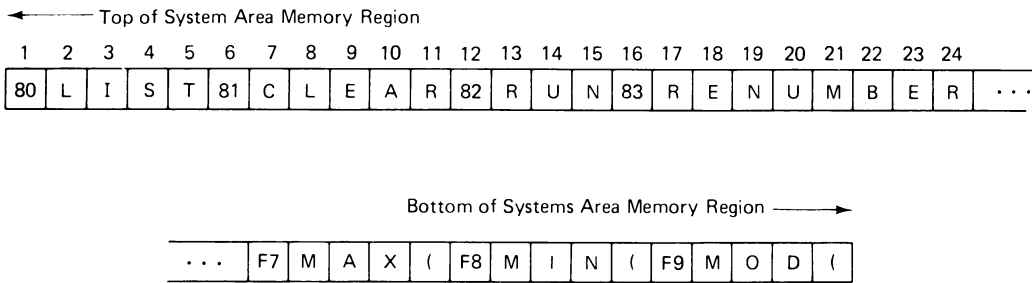 Top of System Area Memory Region
1 2 3 4 5 6 7 8 9 10 11 12 13 14 15 16 17 18 19 20 21 22 23 24
80 L I S T 81 C L E A R 82 R U N 83 R E N U M B E R ...
Bottom of Systems Area Memory Region
... F7 M A X ( F8 M I N ( F9 M O D (